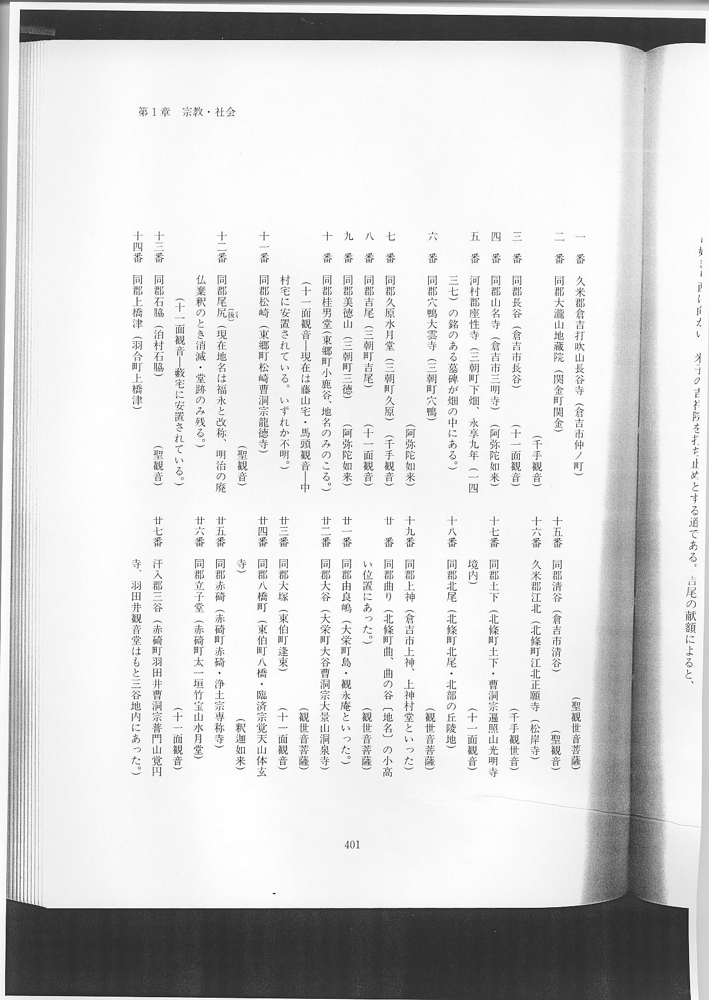 米子の吉祥院を打ち止めとする道である。吉尾の献額によると、
第1章　宗教・社会
一　番　久米郡倉吉打吹山長谷寺（倉吉市仲ノ町）
二　番　同郡大瀧山地蔵院（関金町関金）
（千手観音）
三　番　同郡長谷（倉吉市長谷）　（十一面観音）
四　番　同郡山名寺（倉吉市三明寺）　（阿弥陀如来）
五　番　河村郡座性寺（三朝町下畑、永享九年（一四
三七）の銘のある墓碑が畑の中にある。）
六　番　同郡穴鴨大雲寺（三朝町穴鴨）
（阿弥陀如来）
七　番　同郡久原水月堂（三朝町久原）（千手観音）
八　番　同郡吉尾（三朝町吉尾）　（十一面観音）
九　番　同郡美徳山（三朝町三徳）　（阿弥陀如来）
十　番　同郡桂男堂（東郷町小鹿谷、地名のみのこる。）
（十一面観音―現在は藤山宅・馬頭観音―中
村宅に安置されている。いずれか不明。）
十一番　同郡松崎（東郷町松崎曹洞宗龍徳寺）
（聖観音）
十二番　同郡尾尻（後）（現在地名は福永と改称、明治の廃
仏棄釈のとき消滅・堂跡のみ残る。）
（十一面観音―藪宅に安置されている。）
十三番　同郡石脇（泊村石脇）　（聖観音）
十四番　同郡上橋津（羽合町上橋津）
（聖観世音菩薩）
十五番　同郡清谷（倉吉市清谷）　（聖観音）
十六番　久米郡江北（北條町江北正願寺（松岸寺）
（千手観世音）
十七番　同郡土下（北條町土下・曹洞宗遍照山光明寺
境内）　（十一面観音）
十八番　同郡北尾（北條町北尾・北部の丘陵地）
（観世音菩薩）
十九番　同郡上神（倉吉市上神、上神村堂といった）
廿　番　同郡曲り（北條町曲、曲の谷〔地名〕の小高
い位置にあった。）　（観世音菩薩）
廿一番　同郡由良嶋（大栄町島・観永庵といった。）
廿二番　同郡大谷（大栄町大谷曹洞宗大景山洞泉寺）
（観世音菩薩）
廿三番　同郡大塚（東伯町逢束）　（十一面観音）
廿四番　同郡八橋町（東伯町八橋・臨済宗覚天山体玄
寺）　（釈迦如来）
廿五番　同郡赤碕（赤碕町赤碕・浄土宗専称寺）
廿六番　同郡立子堂（赤碕町太一垣竹宝山水月堂）
（十一面観音）
廿七番　汗入郡三谷（赤碕町羽田井曹洞宗普門山覚円
寺、羽田井観音堂はもと三谷地内にあった。）
401